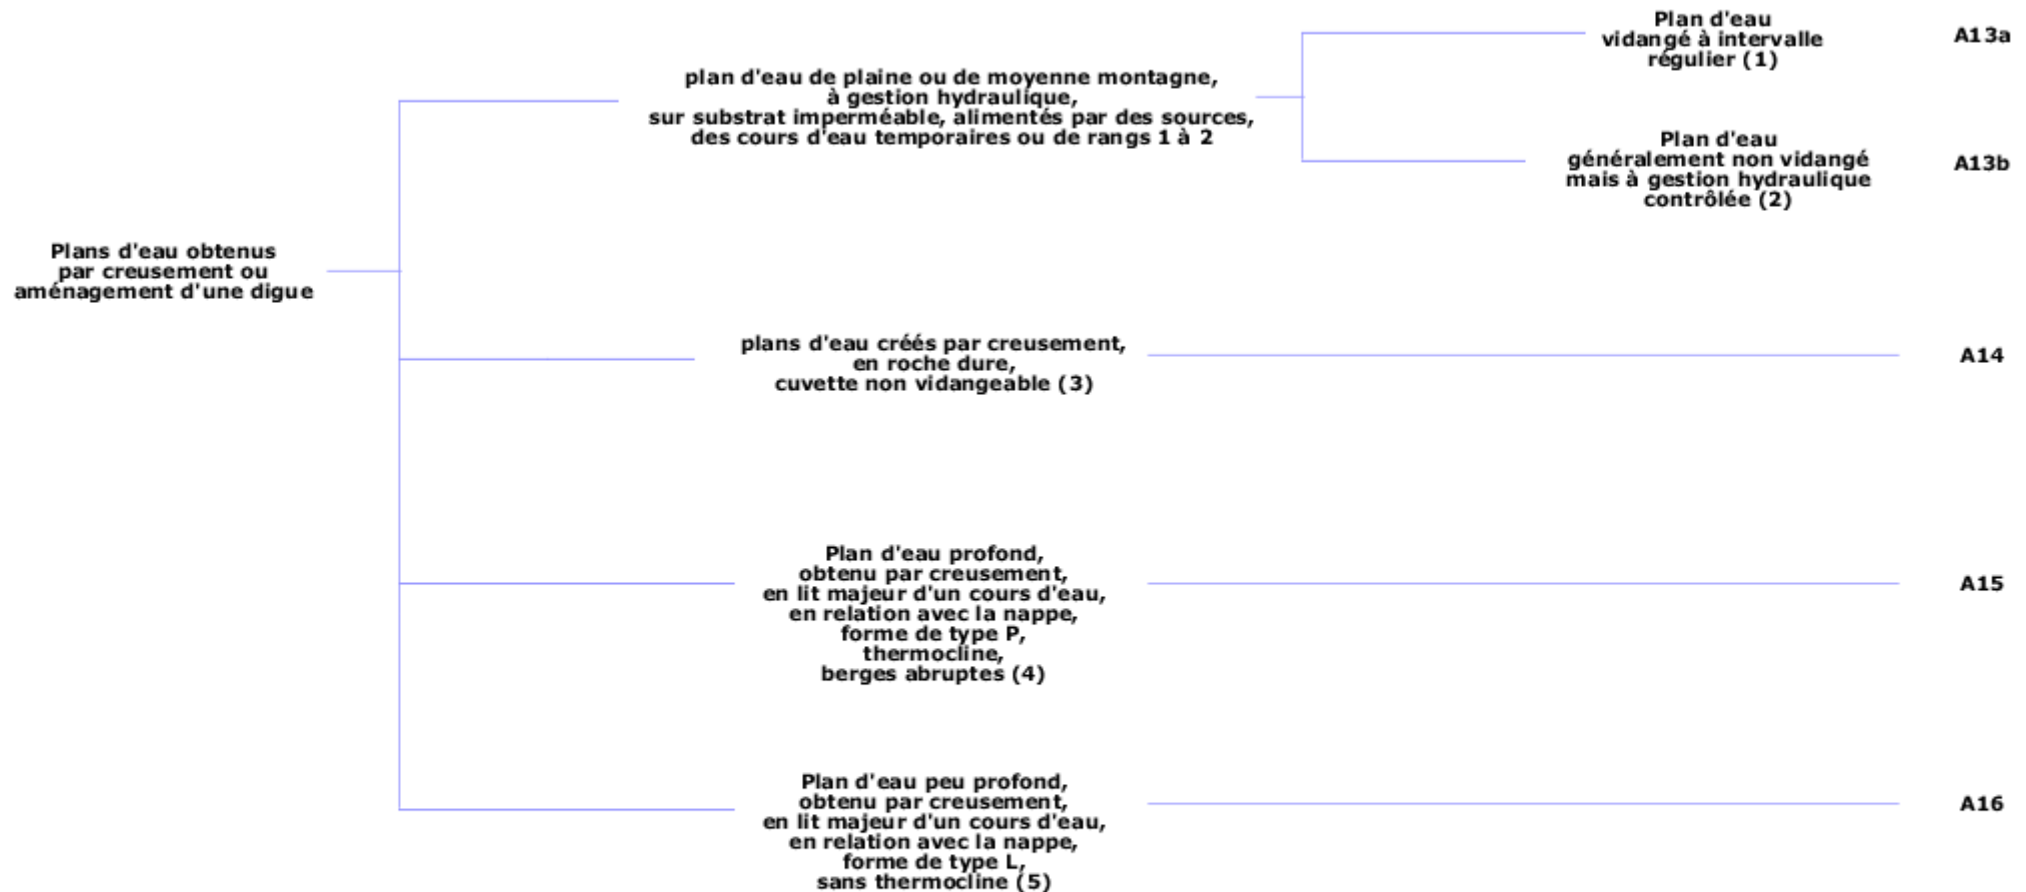 Plans d'eau obtenus
par creusement ou
aménagement d'une digue
plan d'eau de plaine ou de moyenne montagne,
à gestion hydraulique,
sur substrat imperméable, alimentés par des sources,
des cours d'eau temporaires ou de rangs 1 à 2
Plan d'eau
vidangé à intervalle
régulier (1)
A13a
Plan d'eau
généralement non vidangé
mais à gestion hydraulique
contrôlée (2)
A13b
plans d'eau créés par creusement,
en roche dure,
cuvette non vidangeable (3)
A14
Plan d'eau profond,
obtenu par creusement,
en lit majeur d'un cours d'eau,
en relation avec la nappe,
forme de type P,
thermocline,
berges abruptes (4)
A15
Plan d'eau peu profond,
obtenu par creusement,
en lit majeur d'un cours d'eau,
en relation avec la nappe,
forme de type L,
sans thermocline (5)
A16